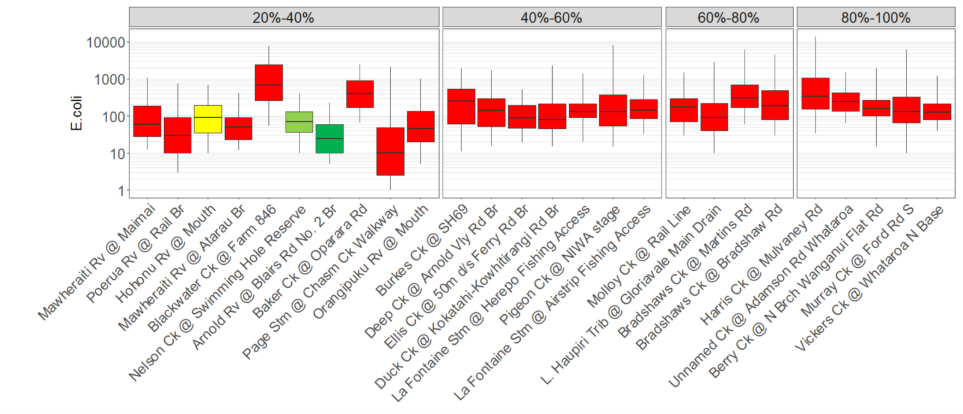 20%-40%
40%-60%
60%-80%
80%-100%
E.coli
10000
1000
100
10
1
Mawheraiti Rv @ Maimai
Poerua Rv @ Rail Br
Hohonu Rv @ Mouth
Mawheraiti Rv @ Atarau Br
Blackwater Ck @ Farm 846
Nelson Ck @ Swimming Hole Reserve
Arnold Rv @ Blairs Rd No. 2 Br
Baker Ck @ Oparara Rd
Page Stm @ Chasm Ck Walkway
Orangipuku Rv @ Mouth
Burkes Ck @ SH69
Deep Ck @ Arnold Vly Rd Br
Ellis Ck @ 50m d's Ferry Rd Br
Duck Ck @ Kokatahi-Kowhitirangi Rd Br
La Fontaine Stm @ Herepo Fishing Access
Pigeon Ck @ NIWA stage
La Fontaine Stm @ Airstrip Fishing Access
Molloy Ck @ Rail Line
L. Haupiri Trib @ Gloriavale Main Drain
Bradshaws Ck @ Martins Rd
Bradshaws Ck @ Bradshaw Rd
Harris Ck @ Mulvaney Rd
Unnamed Ck @ Adamson Rd Whataroa
Berry Ck @ N Brch Wanganui Flat Rd
Murray Ck @ Ford Rd S
Vickers Ck @ Whataroa N Base